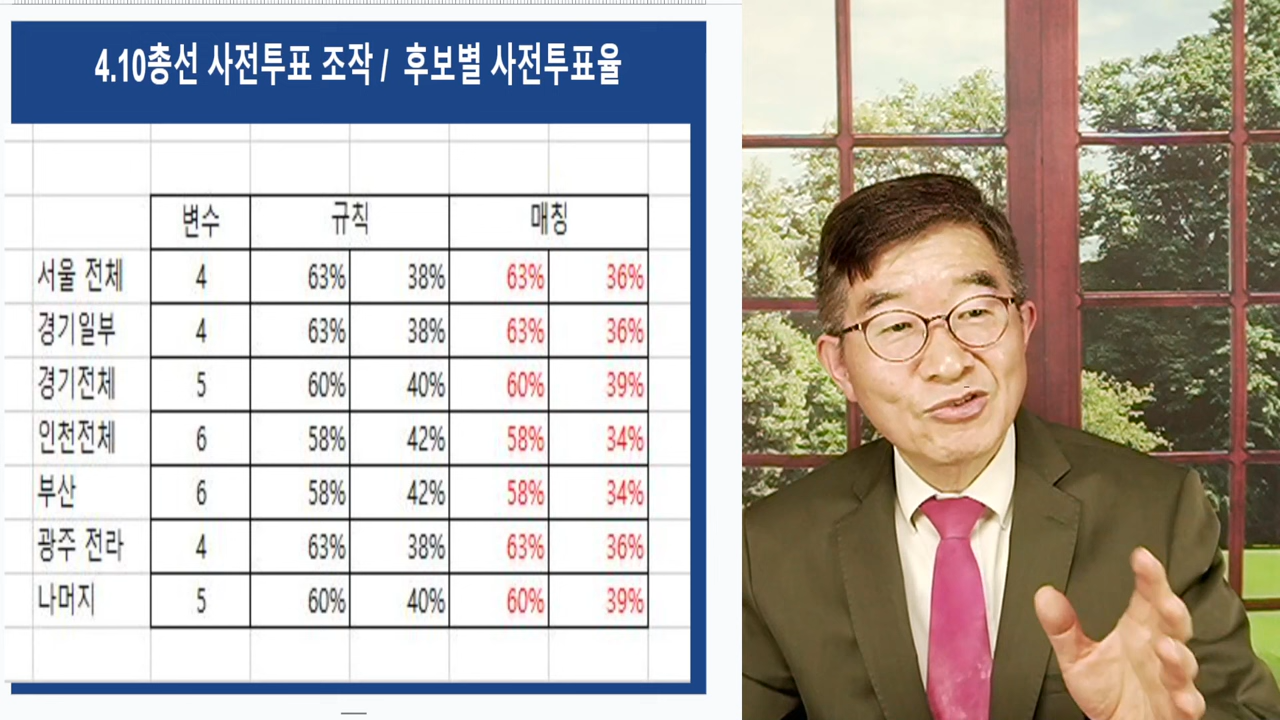 4.10총선 사전투표 조작 / 후보별 사전투표율
변수 규칙 매칭
서울 전체 4 63% 38% 63% 36%
경기일부 4 63% 38% 63% 36%
경기전체 5 60% 40% 60% 39%
인천전체 6 58% 42% 58% 34%
부산 6 58% 42% 58% 34%
광주 전라 4 63% 38% 63% 36%
나머지 5 60% 40% 60% 39%